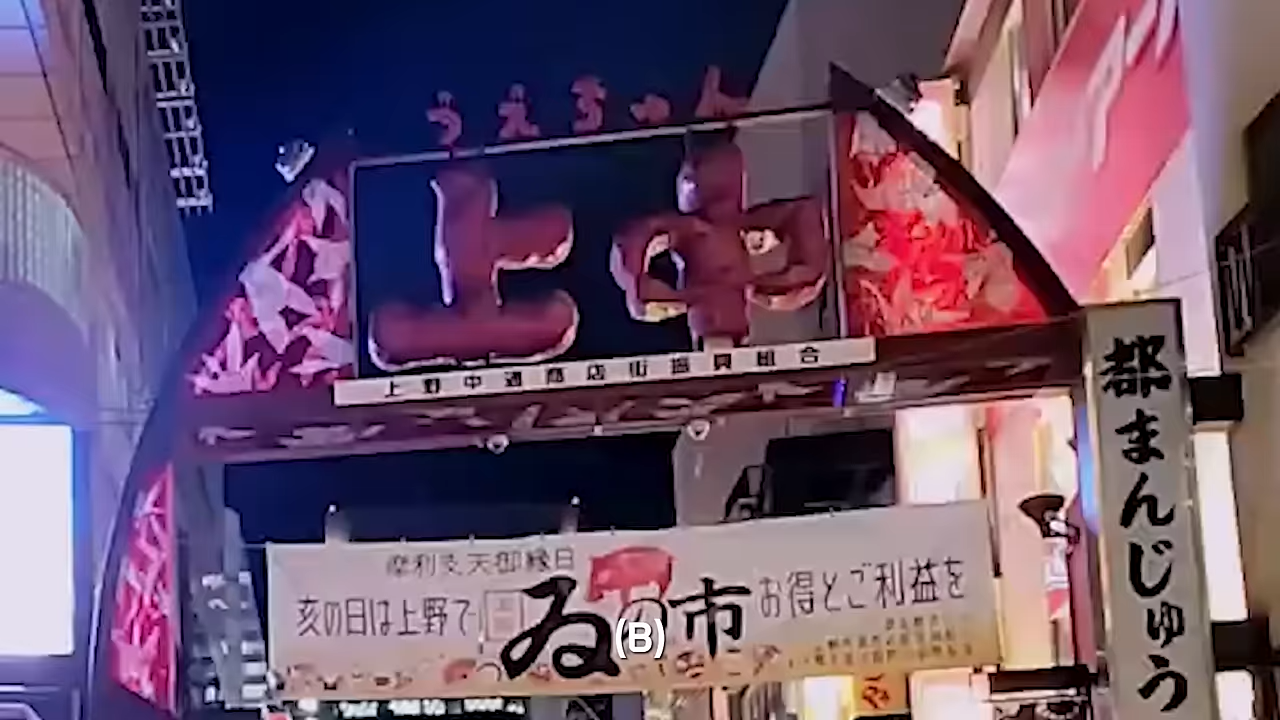 うえちゅん
上中
上野中通商店街振興組合
摩利支天御縁日
亥の日は上野で
ゐの市
お得とご利益を
(B)
都まんじゅう